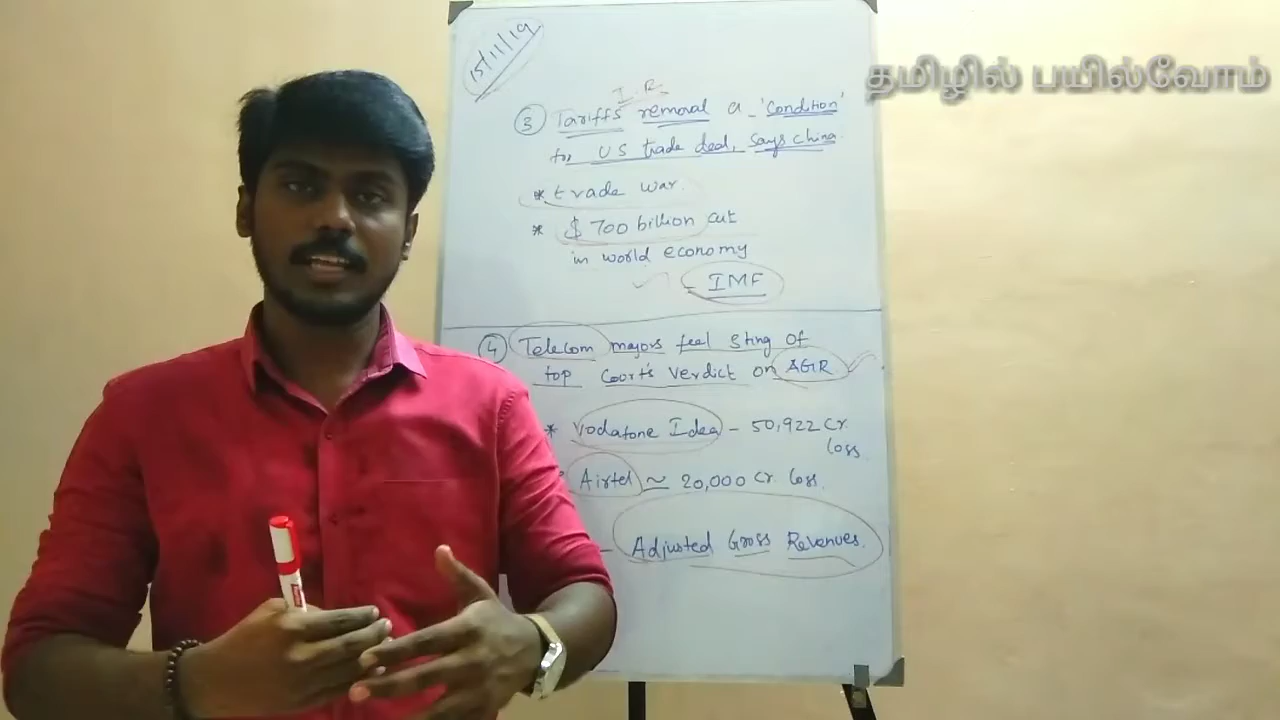 தமிழில் பயில்வோம்
15/11/19
I.R.
③ Tariffs removal a 'Condition'
for US trade deal, says china.
* trade war.
* $ 700 billion cut
in world economy
- IMF
④ Telecom majors feel sting of
top Court's Verdict on AGR
* Vodafone Idea - 50,922 Cr.
loss
* Airtel ~ 20,000 Cr. loss.
- Adjusted Gross Revenues.